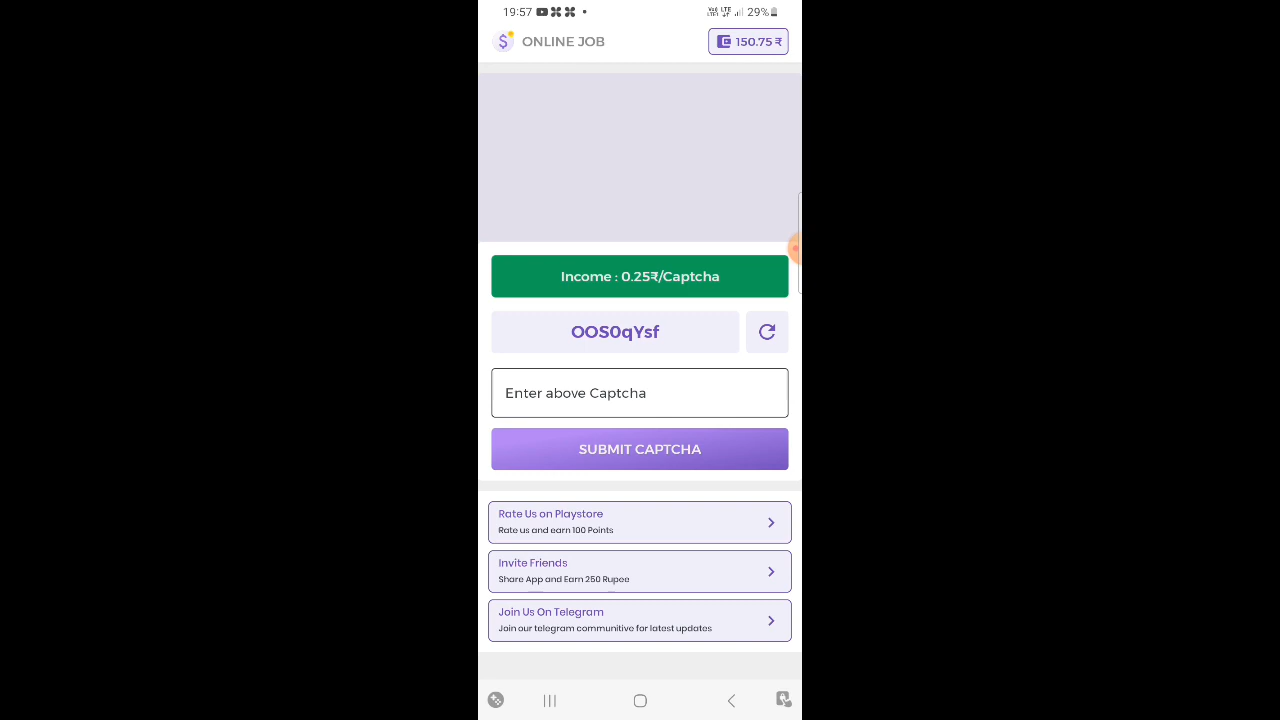 19:57
LTE 29%
ONLINE JOB
150.75 ₹
Income : 0.25₹/Captcha
OOS0qYsf
Enter above Captcha
SUBMIT CAPTCHA
Rate Us on Playstore
Rate us and earn 100 Points
Invite Friends
Share App and Earn 250 Rupee
Join Us On Telegram
Join our telegram communitive for latest updates